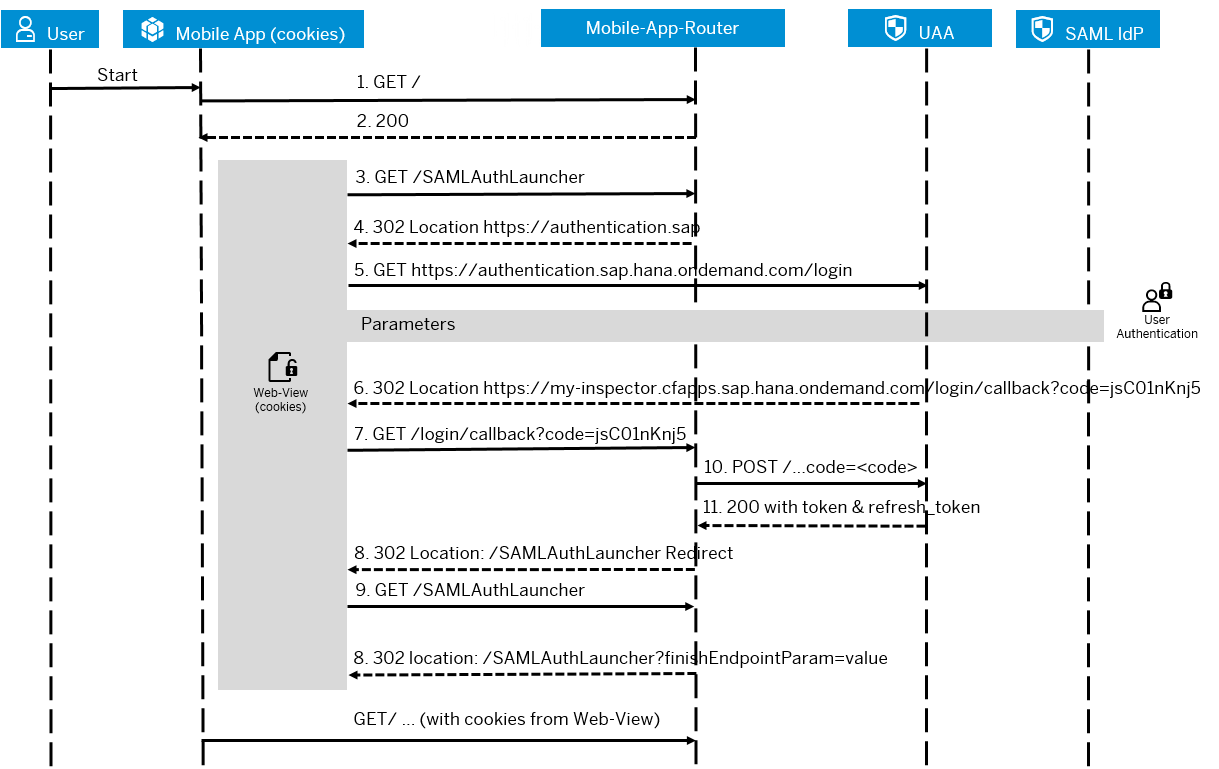 User
Mobile App (cookies)
Mobile-App-Router
UAA
SAML IdP
Start
1. GET /
2. 200
3. GET /SAMLAuthLauncher
4. 302 Location https://authentication.sap
5. GET https://authentication.sap.hana.ondemand.com/login
Parameters
User
Authentication
Web-View
(cookies)
6. 302 Location https://my-inspector.cfapps.sap.hana.ondemand.com/login/callback?code=jsC01nKnj5
7. GET /login/callback?code=jsC01nKnj5
10. POST /...code=<code>
11. 200 with token & refresh_token
8. 302 Location: /SAMLAuthLauncher Redirect
9. GET /SAMLAuthLauncher
8. 302 location: /SAMLAuthLauncher?finishEndpointParam=value
GET/ ... (with cookies from Web-View)